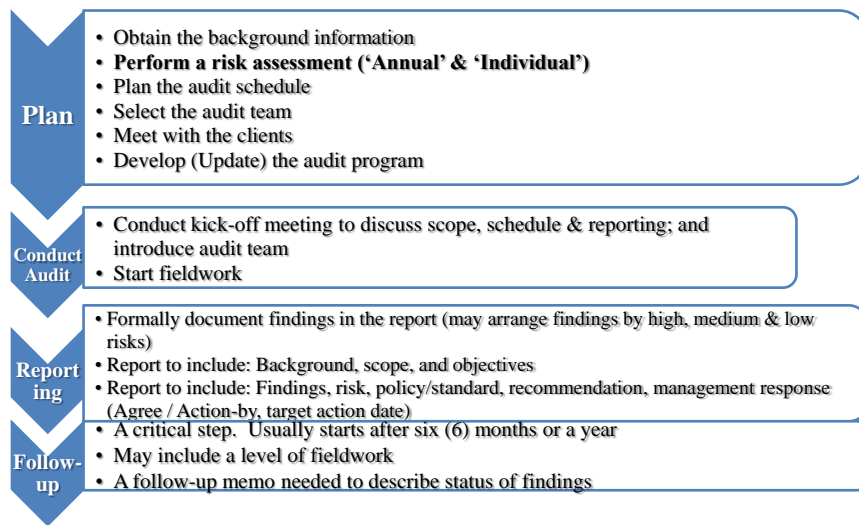 Plan
• Obtain the background information
• Perform a risk assessment (‘Annual’ & ‘Individual’)
• Plan the audit schedule
• Select the audit team
• Meet with the clients
• Develop (Update) the audit program
Conduct
Audit
• Conduct kick-off meeting to discuss scope, schedule & reporting; and
introduce audit team
• Start fieldwork
Report
ing
• Formally document findings in the report (may arrange findings by high, medium & low
risks)
• Report to include: Background, scope, and objectives
• Report to include: Findings, risk, policy/standard, recommendation, management response
(Agree / Action-by, target action date)
Follow-
up
• A critical step. Usually starts after six (6) months or a year
• May include a level of fieldwork
• A follow-up memo needed to describe status of findings